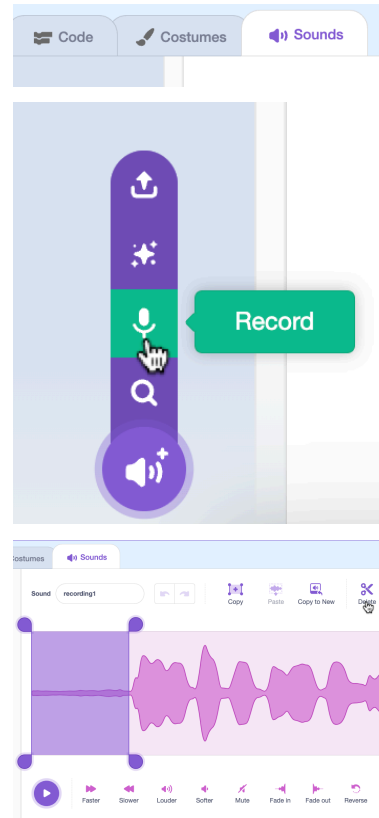 Code Costumes Sounds
Record
Costumes Sounds
Sound recording1
Copy Paste Copy to New Delete
Faster Slower Louder Softer Mute Fade in Fade out Reverse